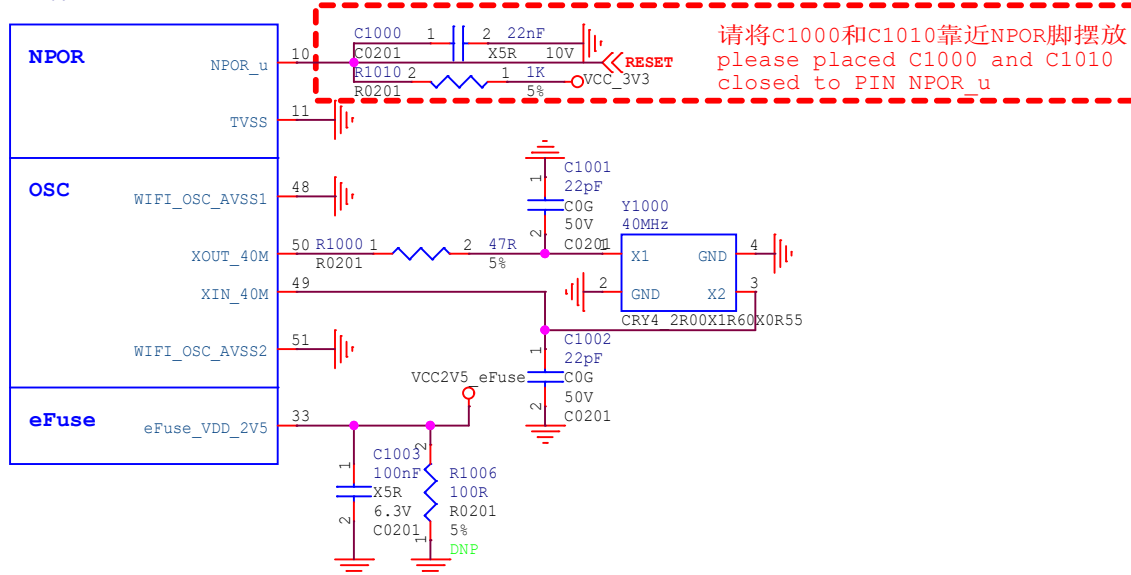 C1000 1 2 22nF
NPOR C0201 X5R 10V
NPOR_u 10 RESET
R1010 2 1 1K VCC_3V3
R0201 5%
请将C1000和C1010靠近NPOR脚摆放
please placed C1000 and C1010
closed to PIN NPOR_u
TVSS 11
OSC
WIFI_OSC_AVSS1 48
C1001
1 22pF
C0G
50V
2 C0201
Y1000
40MHz
XOUT_40M 50 R1000 1 2 47R
R0201 5%
1 X1 GND 4
XIN_40M 49
2 GND X2 3
CRY4_2R00X1R60X0R55
WIFI_OSC_AVSS2 51
C1002
1 22pF
C0G
50V
2 C0201
VCC2V5_eFuse
eFuse
eFuse_VDD_2V5 33
C1003
1 100nF
X5R
6.3V
2 C0201
2 R1006
100R
R0201
1 5%
DNP